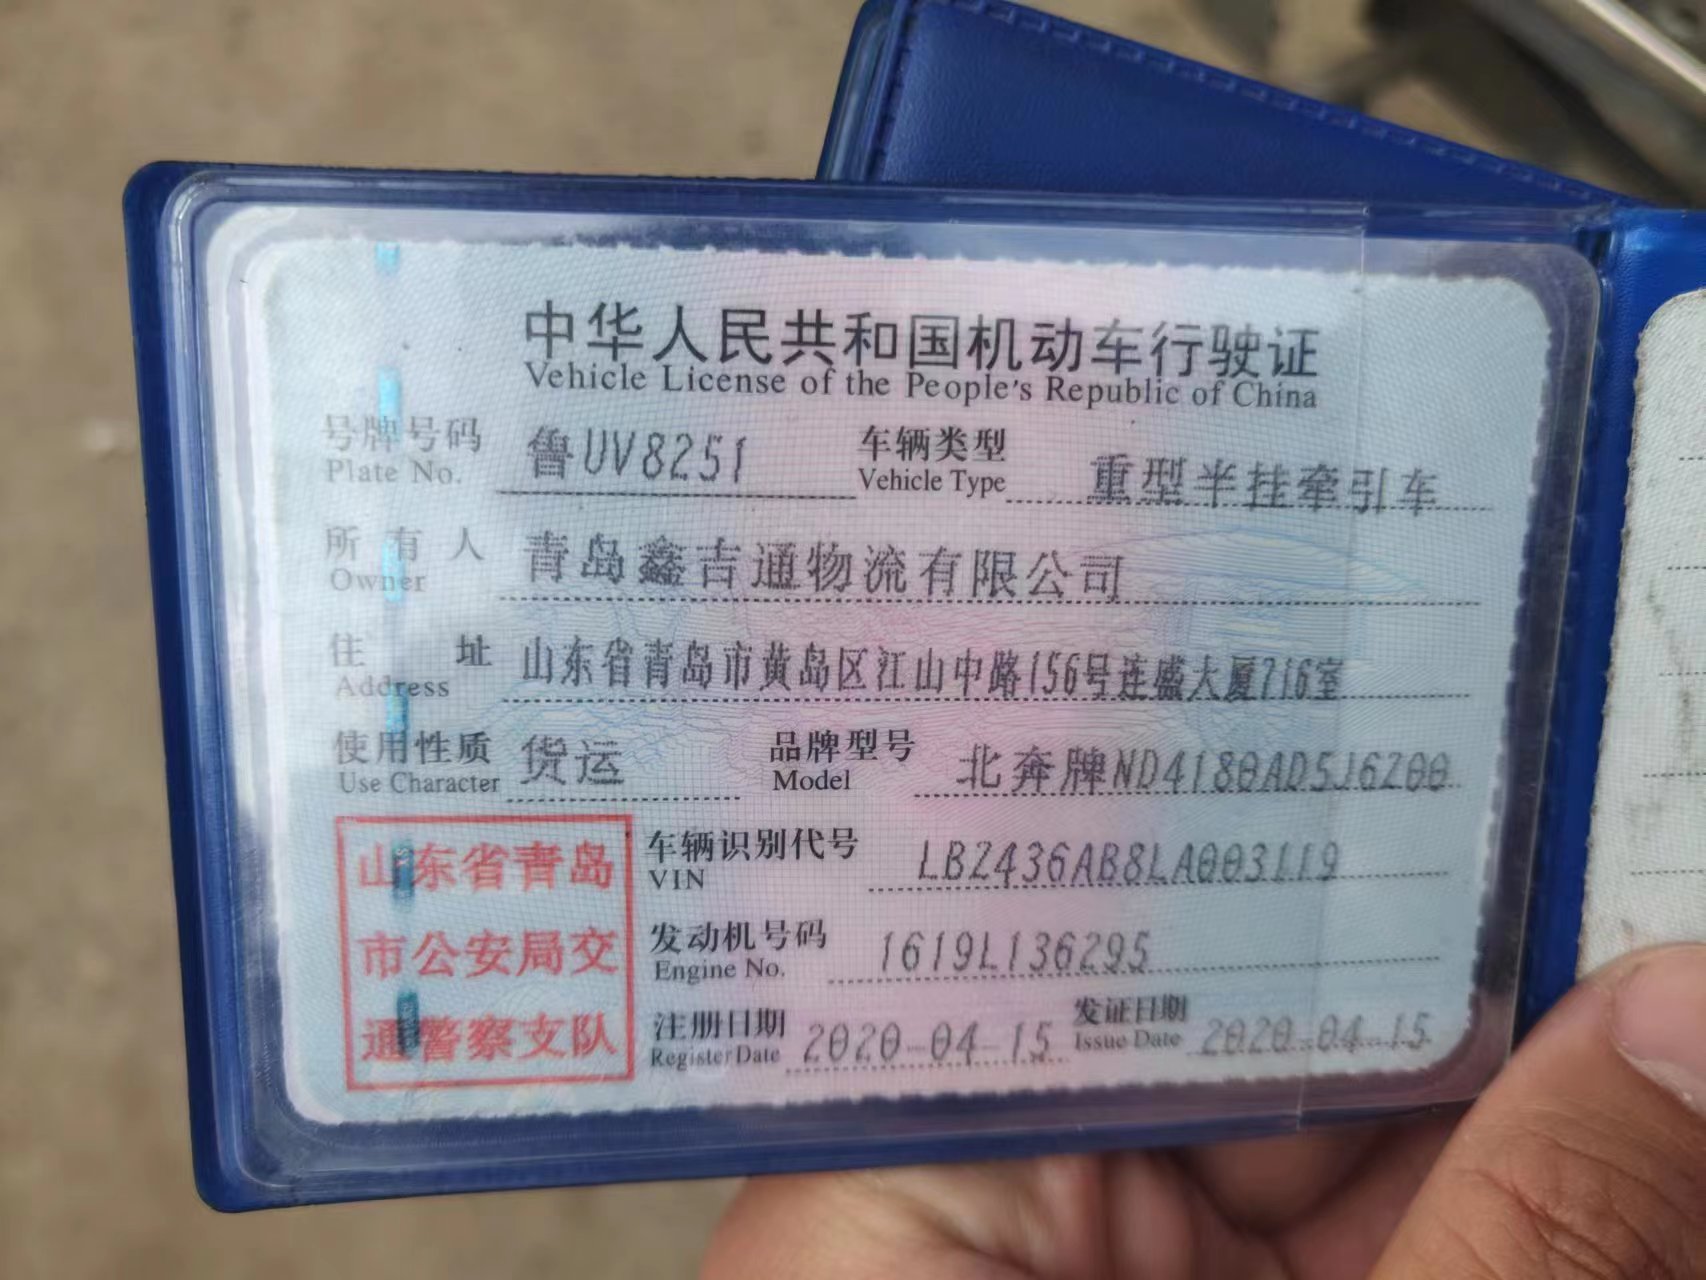 中华人民共和国机动车行驶证
Vehicle License of the People's Republic of China
号牌号码 鲁UV8251 车辆类型 重型半挂牵引车
Plate No. Vehicle Type
所有人 青岛鑫吉通物流有限公司
Owner
住址 山东省青岛市黄岛区江山中路156号连盛大厦716室
Address
使用性质 货运 品牌型号 北奔牌ND4180AD5J6Z00
Use Character Model
山东省青岛
市公安局交
通警察支队
车辆识别代号 LBZ436AB8LA003119
VIN
发动机号码 1619L136295
Engine No.
注册日期 2020-04-15 发证日期 2020-04-15
Register Date Issue Date